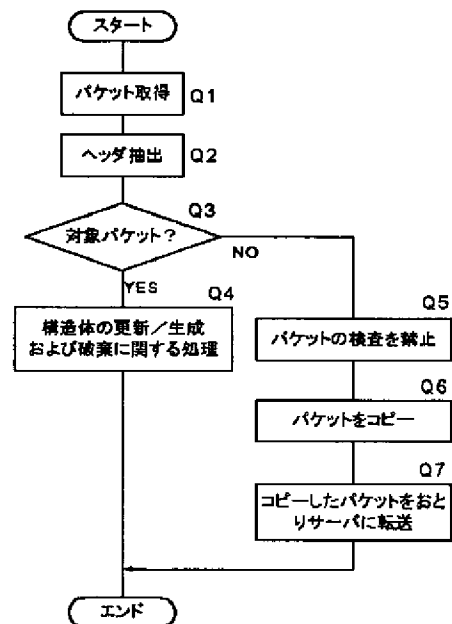 スタート
パケット取得
Q1
ヘッダ抽出
Q2
Q3
対象パケット?
NO
YES
Q4
構造体の更新/生成
および破棄に関する処理
Q5
パケットの検査を禁止
Q6
パケットをコピー
Q7
コピーしたパケットをおと
りサーバに転送
エンド